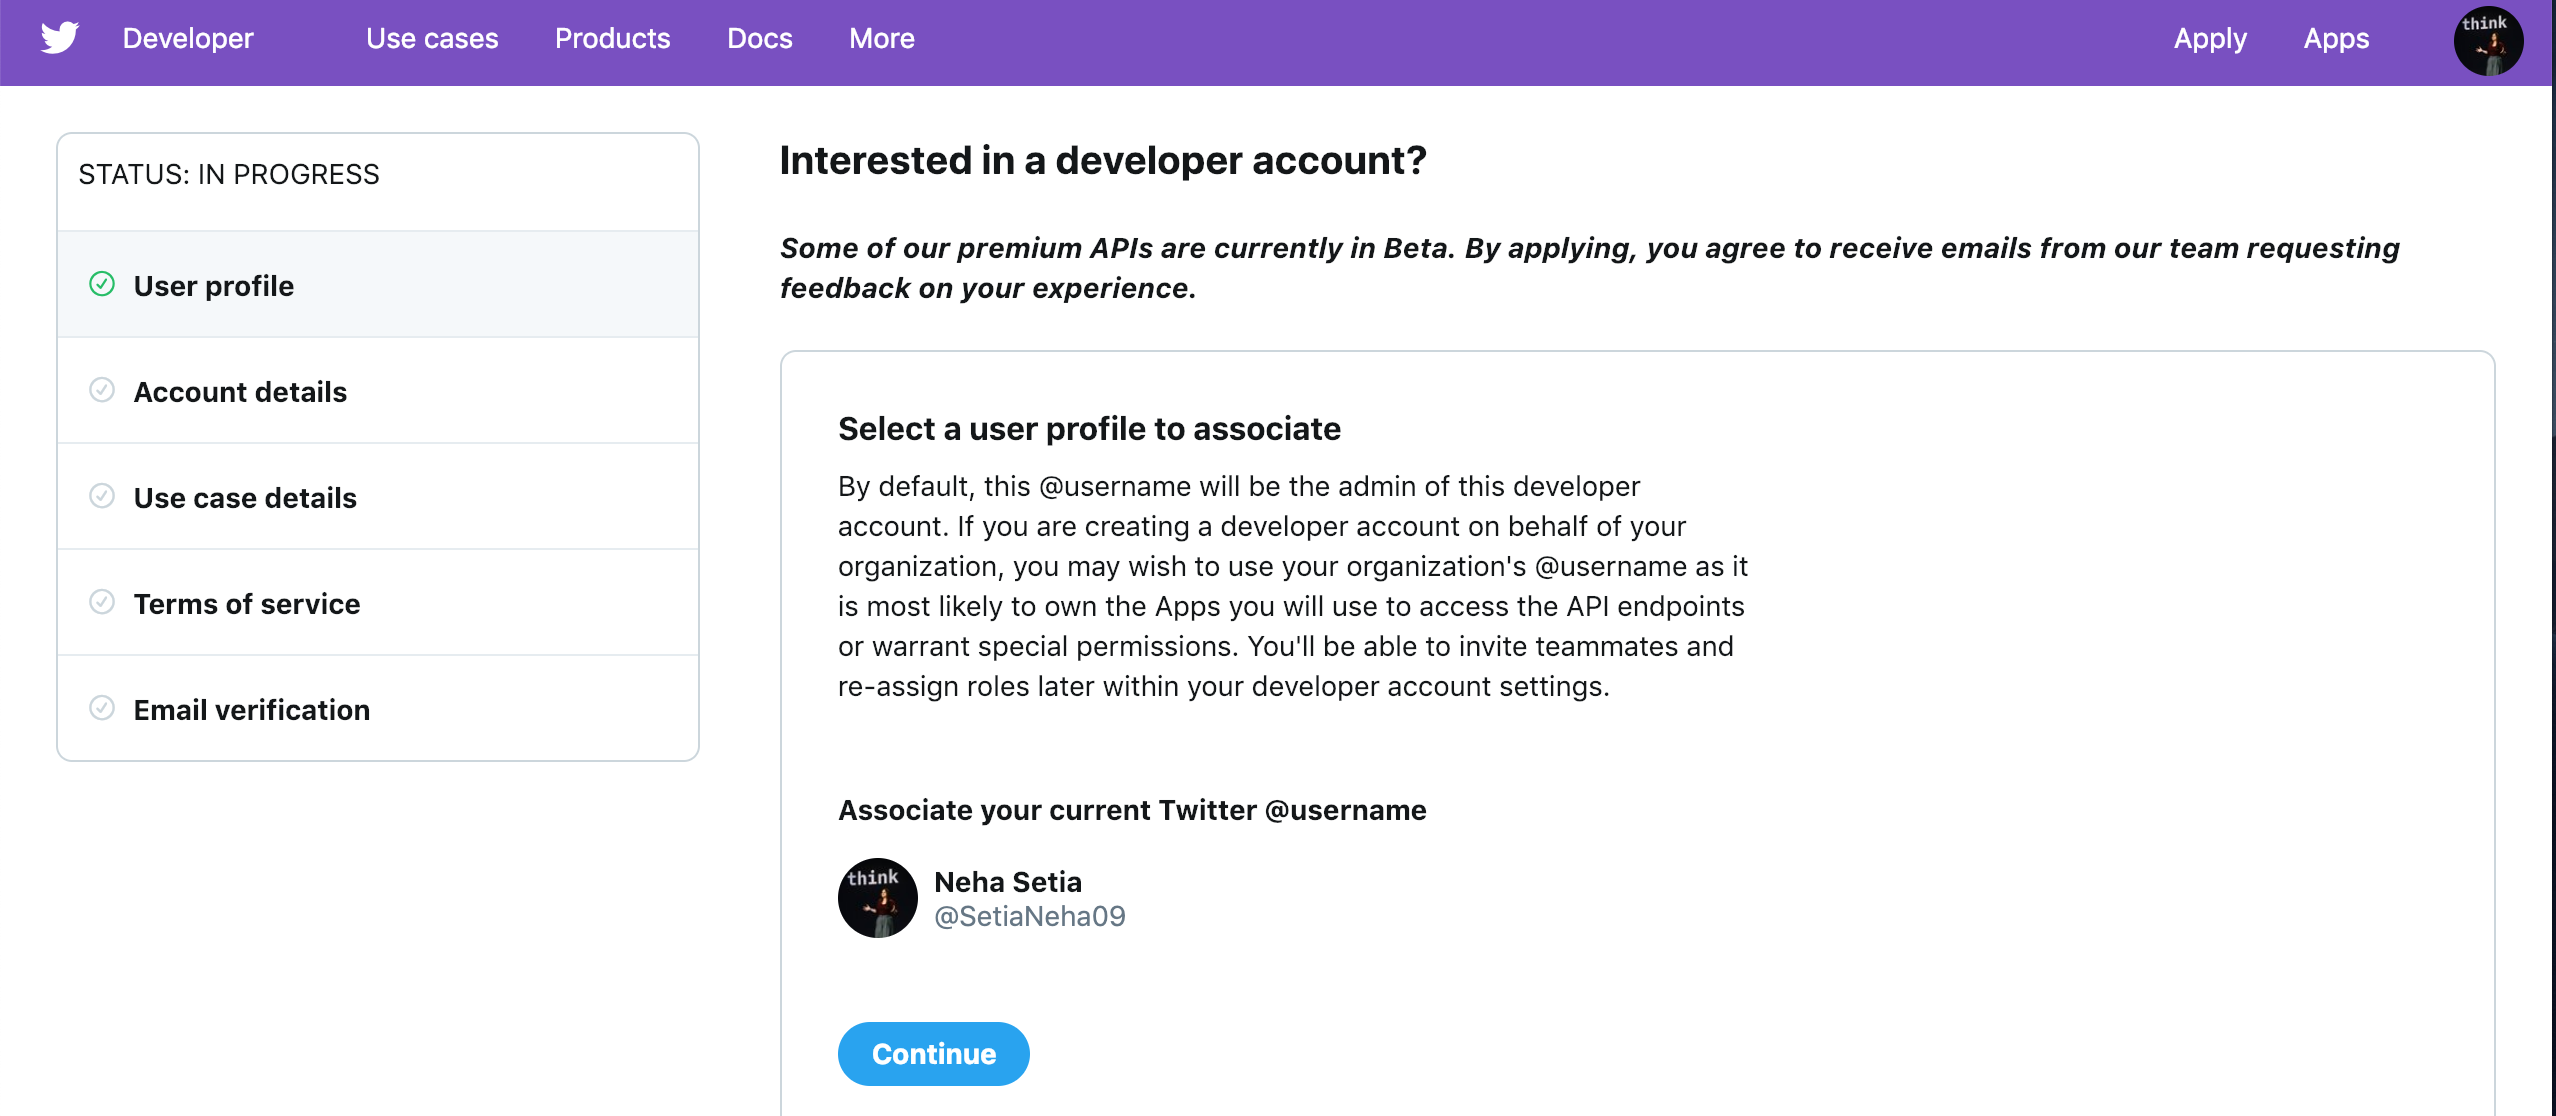 Developer Use cases Products Docs More Apply Apps
think
STATUS: IN PROGRESS
User profile
Account details
Use case details
Terms of service
Email verification
Interested in a developer account?
Some of our premium APIs are currently in Beta. By applying, you agree to receive emails from our team requesting
feedback on your experience.
Select a user profile to associate
By default, this @username will be the admin of this developer
account. If you are creating a developer account on behalf of your
organization, you may wish to use your organization's @username as it
is most likely to own the Apps you will use to access the API endpoints
or warrant special permissions. You'll be able to invite teammates and
re-assign roles later within your developer account settings.
Associate your current Twitter @username
think
Neha Setia
@SetiaNeha09
Continue